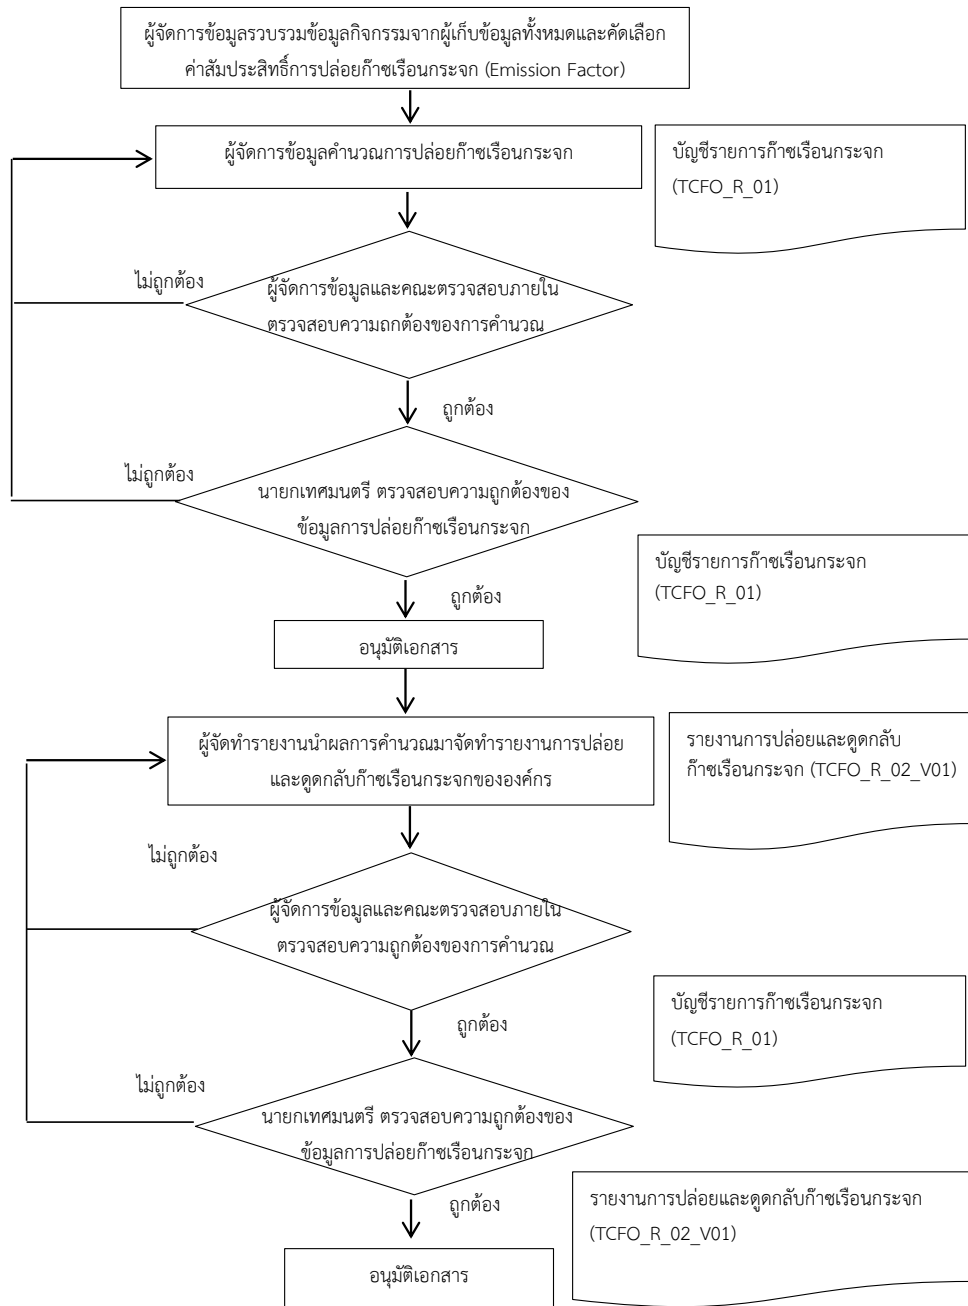 ผู้จัดการข้อมูลรวบรวมข้อมูลกิจกรรมจากผู้เก็บข้อมูลทั้งหมดและคัดเลือก
ค่าสัมประสิทธิ์การปล่อยก๊าซเรือนกระจก (Emission Factor)
ผู้จัดการข้อมูลคำนวณการปล่อยก๊าซเรือนกระจก
บัญชีรายการก๊าซเรือนกระจก
(TCFO_R_01)
ไม่ถูกต้อง
ผู้จัดการข้อมูลและคณะตรวจสอบภายใน
ตรวจสอบความถกต้องของการคำนวณ
ถูกต้อง
ไม่ถูกต้อง
นายกเทศมนตรี ตรวจสอบความถูกต้องของ
ข้อมูลการปล่อยก๊าซเรือนกระจก
บัญชีรายการก๊าซเรือนกระจก
(TCFO_R_01)
ถูกต้อง
อนุมัติเอกสาร
ผู้จัดทำรายงานนำผลการคำนวณมาจัดทำรายงานการปล่อย
และดูดกลับก๊าซเรือนกระจกขององค์กร
รายงานการปล่อยและดูดกลับ
ก๊าซเรือนกระจก (TCFO_R_02_V01)
ไม่ถูกต้อง
ผู้จัดการข้อมูลและคณะตรวจสอบภายใน
ตรวจสอบความถูกต้องของการคำนวณ
บัญชีรายการก๊าซเรือนกระจก
(TCFO_R_01)
ถูกต้อง
ไม่ถูกต้อง
นายกเทศมนตรี ตรวจสอบความถูกต้องของ
ข้อมูลการปล่อยก๊าซเรือนกระจก
รายงานการปล่อยและดูดกลับก๊าซเรือนกระจก
(TCFO_R_02_V01)
ถูกต้อง
อนุมัติเอกสาร